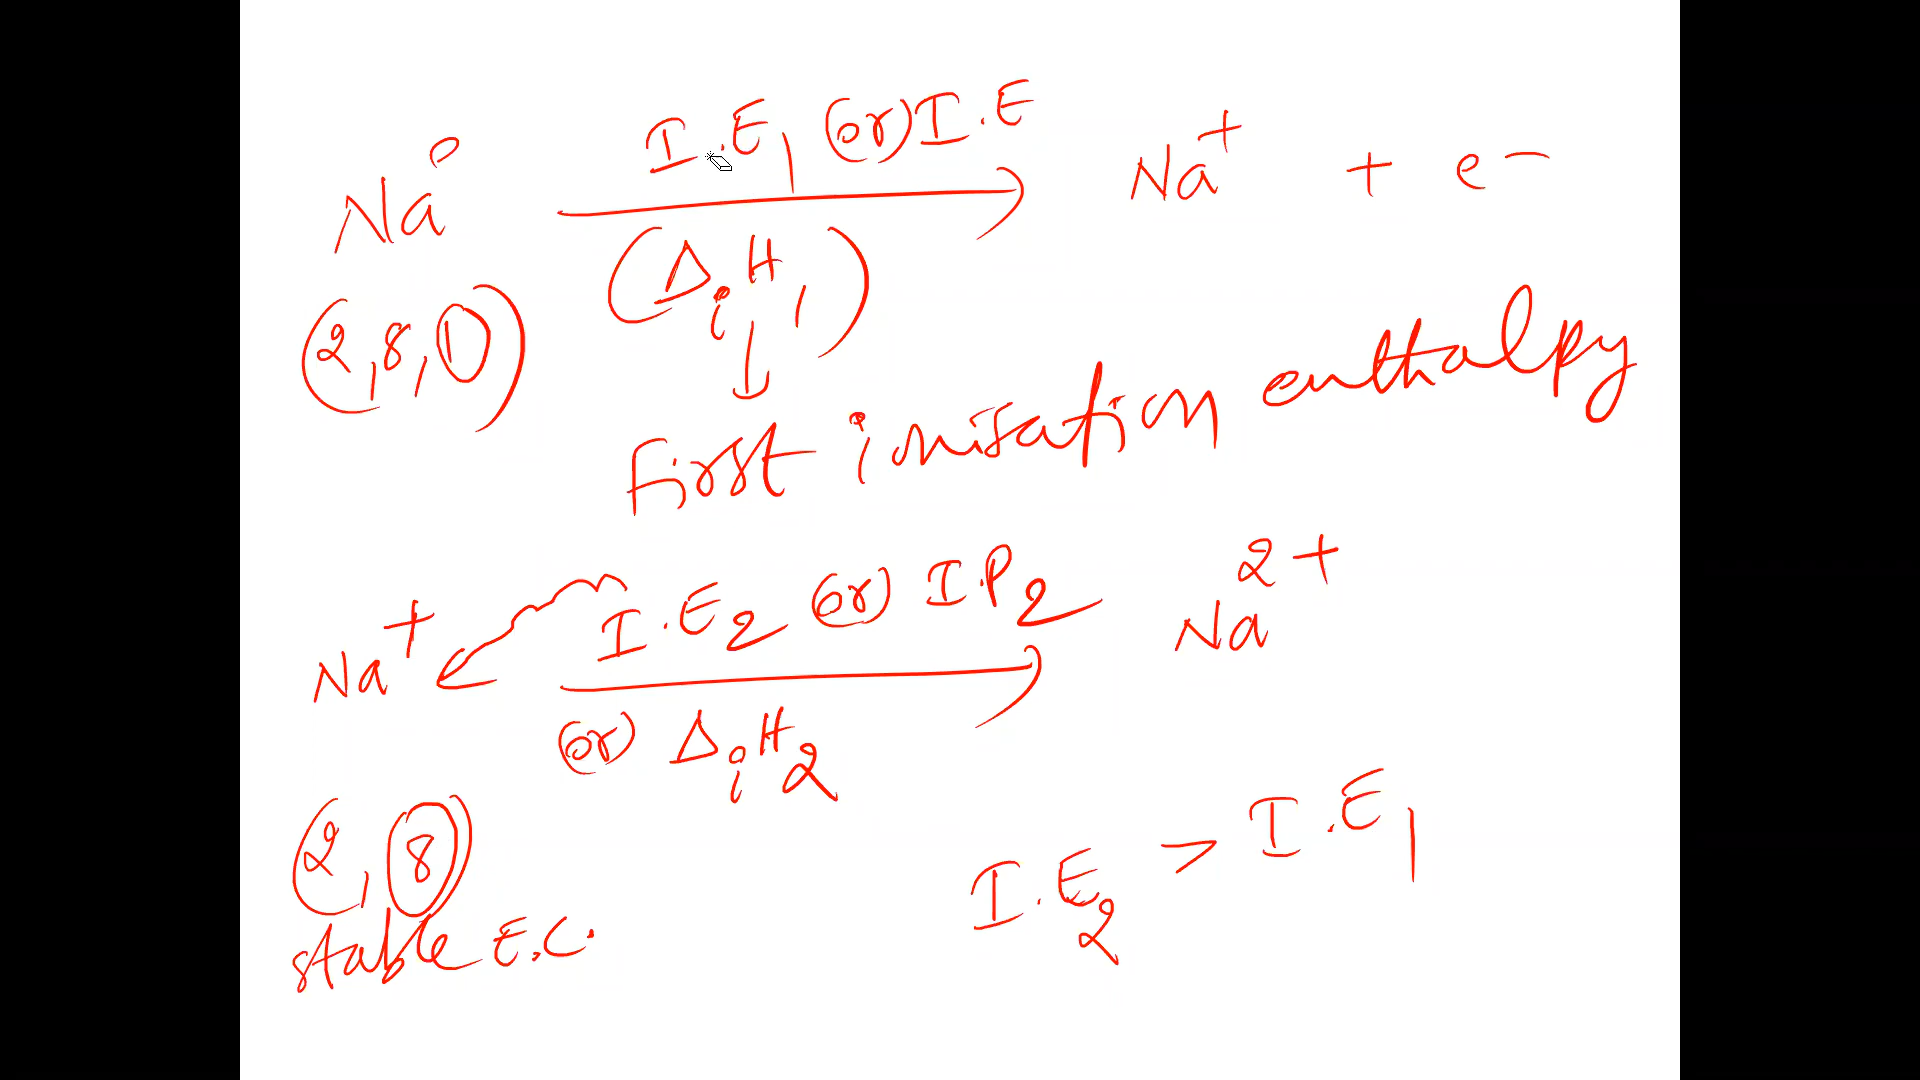 Na⁰ I.E₁ (or) I.E Na⁺ + e⁻
(ΔᵢH₁)
(2,8,1)
First ionisation enthalpy
Na⁺ I.E₂ (or) I.P₂ Na²⁺
(or) ΔᵢH₂
(2,8)
I.E₂ > I.E₁
stable E.C.